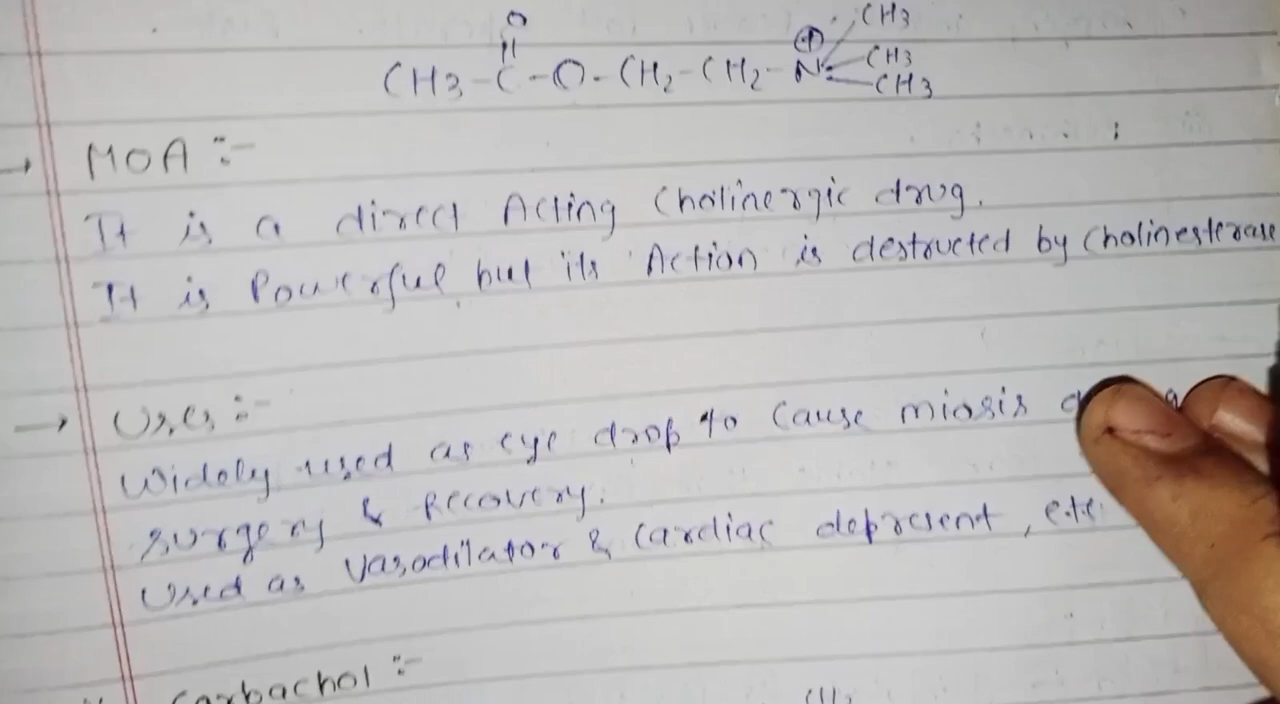 O
CH3
CH3-C-O-CH2-CH2-N
⊕
CH3
CH3
→ MOA :-
It is a direct Acting Cholinergic drug.
It is Powerful but its Action is destructed by Cholinesterase
→ Uses :-
Widely used as eye drop to cause miosis
surgery & Recovery.
Used as Vasodilator & Cardiac depresent, etc.
Carbachol :-